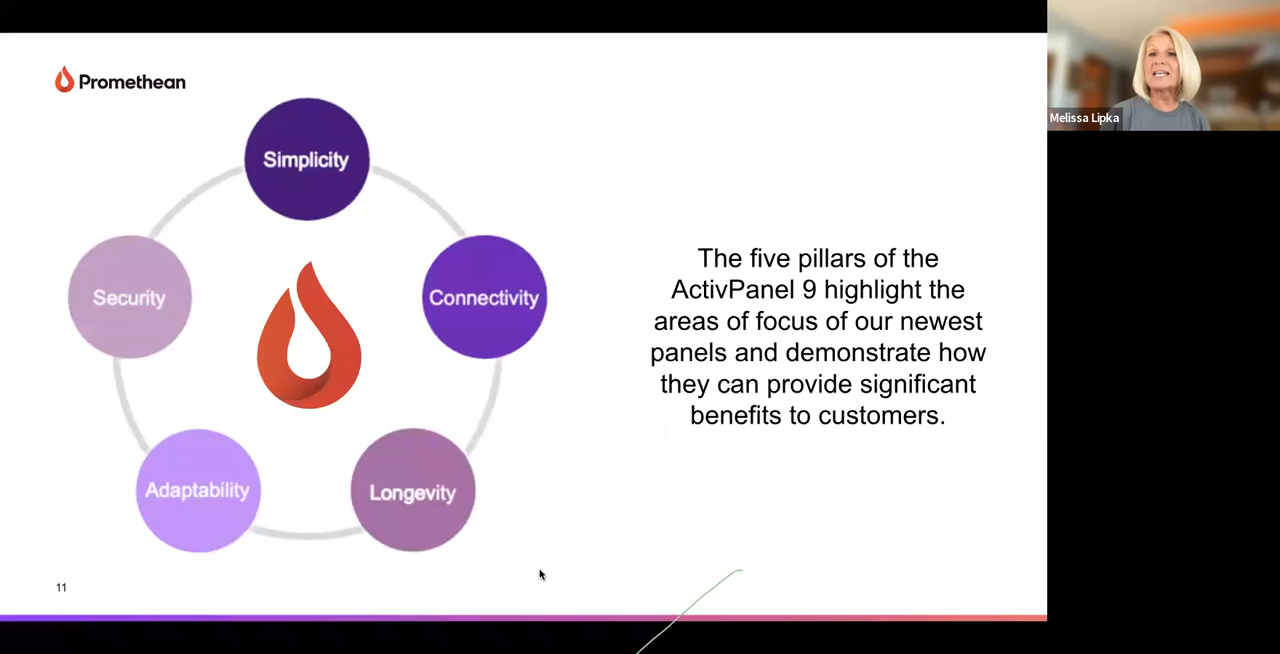 Promethean
Simplicity
Security
Connectivity
Adaptability
Longevity
The five pillars of the
ActivPanel 9 highlight the
areas of focus of our newest
panels and demonstrate how
they can provide significant
benefits to customers.
11
Melissa Lipka